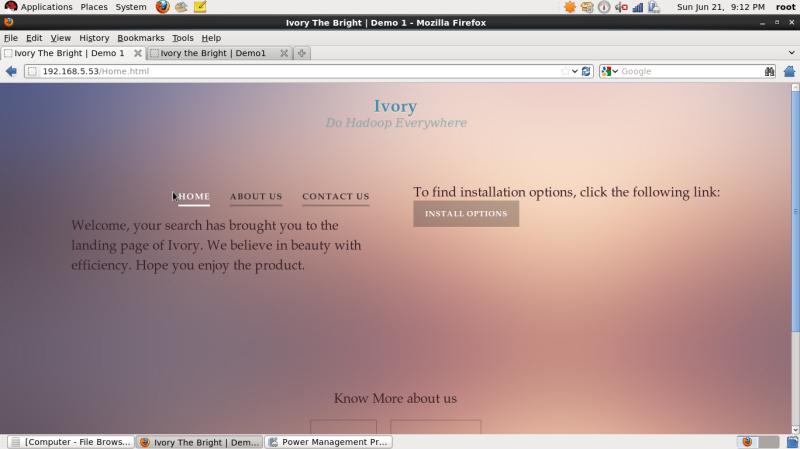 Applications Places System
Sun Jun 21, 9:12 PM root
Ivory The Bright | Demo 1 - Mozilla Firefox
File Edit View History Bookmarks Tools Help
Ivory The Bright | Demo 1
Ivory the Bright | Demo1
192.168.5.53/Home.html
Google
Ivory
Do Hadoop Everywhere
HOME ABOUT US CONTACT US
Welcome, your search has brought you to the
landing page of Ivory. We believe in beauty with
efficiency. Hope you enjoy the product.
To find installation options, click the following link:
INSTALL OPTIONS
Know More about us
[Computer - File Brows...
Ivory The Bright | Dem...
Power Management Pr...